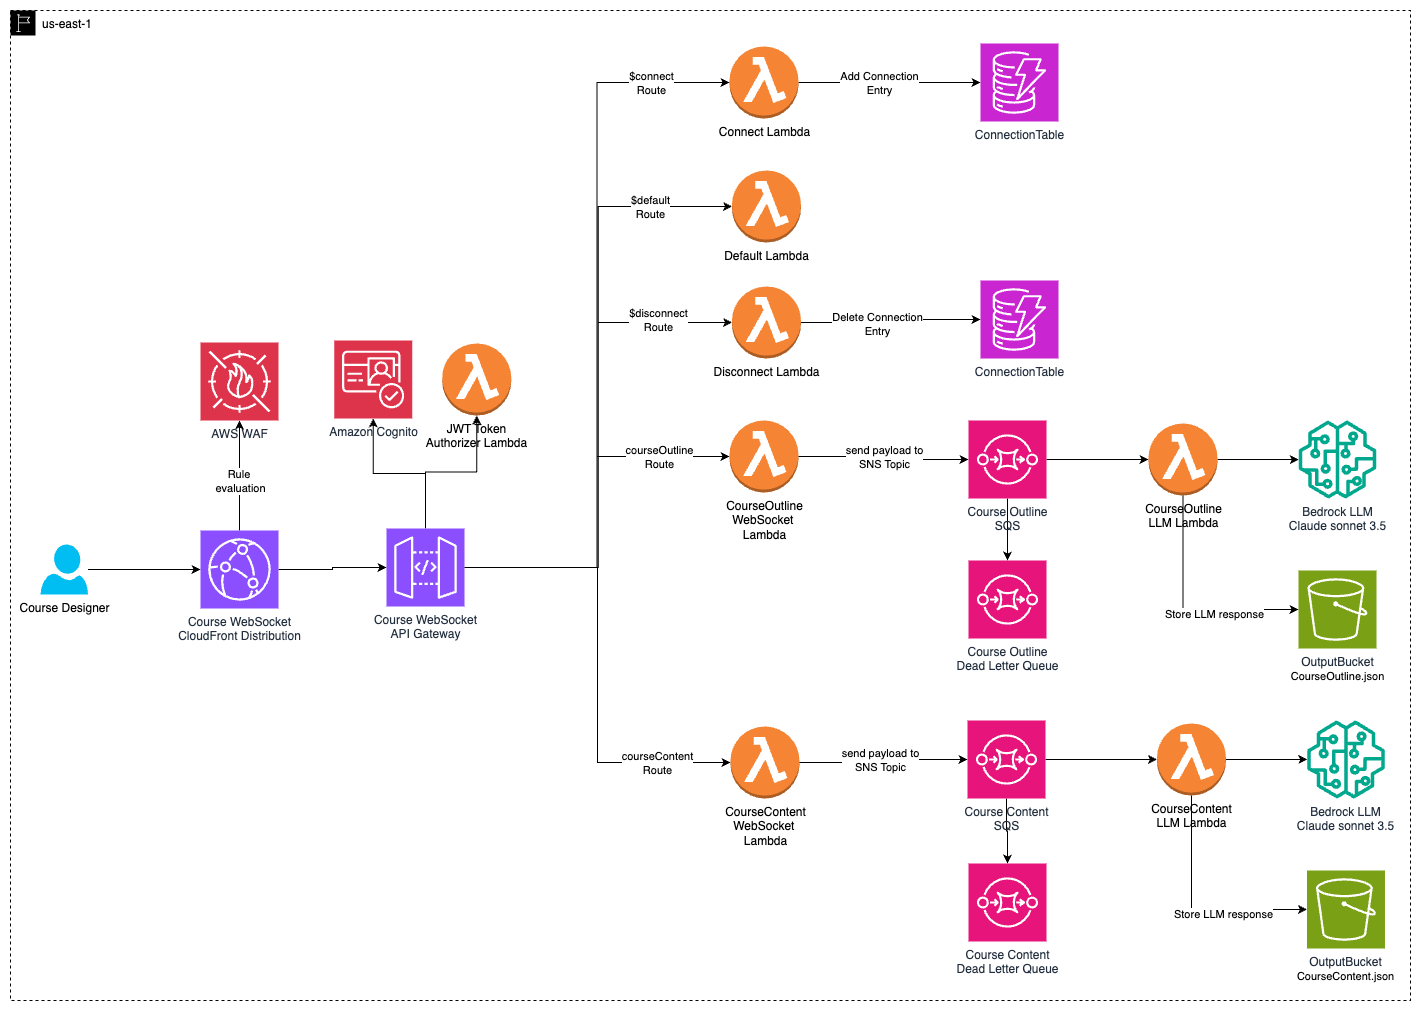 us-east-1
$connect
Route
Connect Lambda
Add Connection
Entry
ConnectionTable
$default
Route
Default Lambda
$disconnect
Route
Disconnect Lambda
Delete Connection
Entry
ConnectionTable
AWS WAF
Rule
evaluation
Amazon Cognito
JWT Token
Authorizer Lambda
Course Designer
Course WebSocket
CloudFront Distribution
Course WebSocket
API Gateway
courseOutline
Route
CourseOutline
WebSocket
Lambda
send payload to
SNS Topic
Course Outline
SQS
Course Outline
Dead Letter Queue
CourseOutline
LLM Lambda
Bedrock LLM
Claude sonnet 3.5
Store LLM response
OutputBucket
CourseOutline.json
courseContent
Route
CourseContent
WebSocket
Lambda
send payload to
SNS Topic
Course Content
SQS
Course Content
Dead Letter Queue
CourseContent
LLM Lambda
Bedrock LLM
Claude sonnet 3.5
Store LLM response
OutputBucket
CourseContent.json